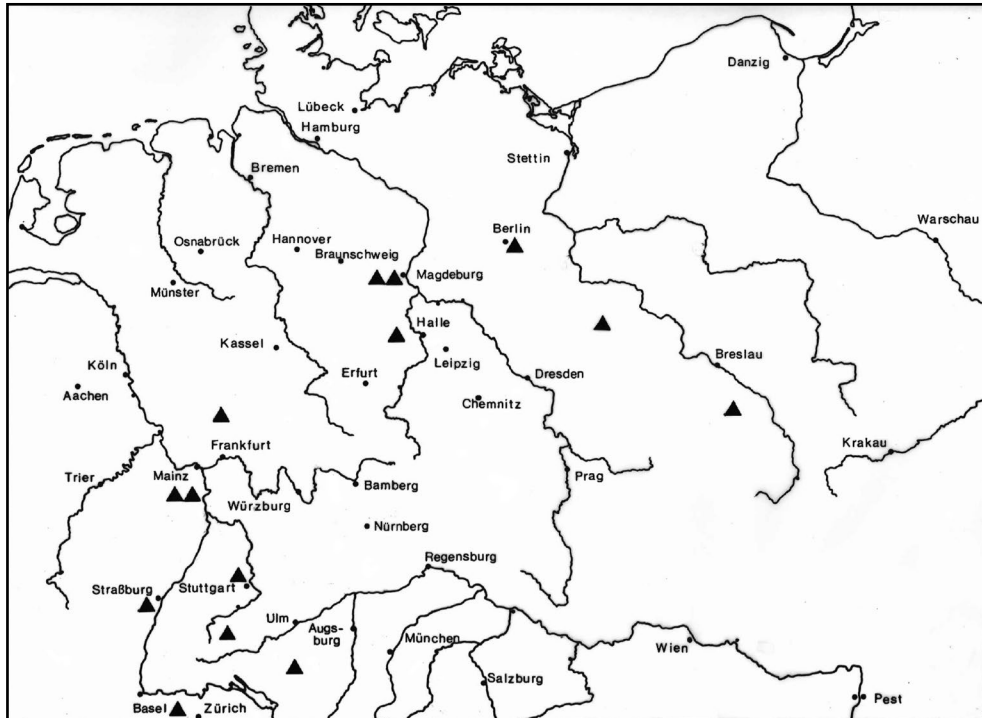 Danzig
Lübeck
Hamburg
Stettin
Bremen
Warschau
Osnabrück
Hannover
Berlin
Braunschweig
Magdeburg
Münster
Halle
Kassel
Leipzig
Breslau
Köln
Erfurt
Dresden
Aachen
Chemnitz
Frankfurt
Krakau
Trier
Mainz
Prag
Bamberg
Würzburg
Nürnberg
Regensburg
Straßburg
Stuttgart
Ulm
Augs-
burg
München
Wien
Salzburg
Pest
Basel
Zürich